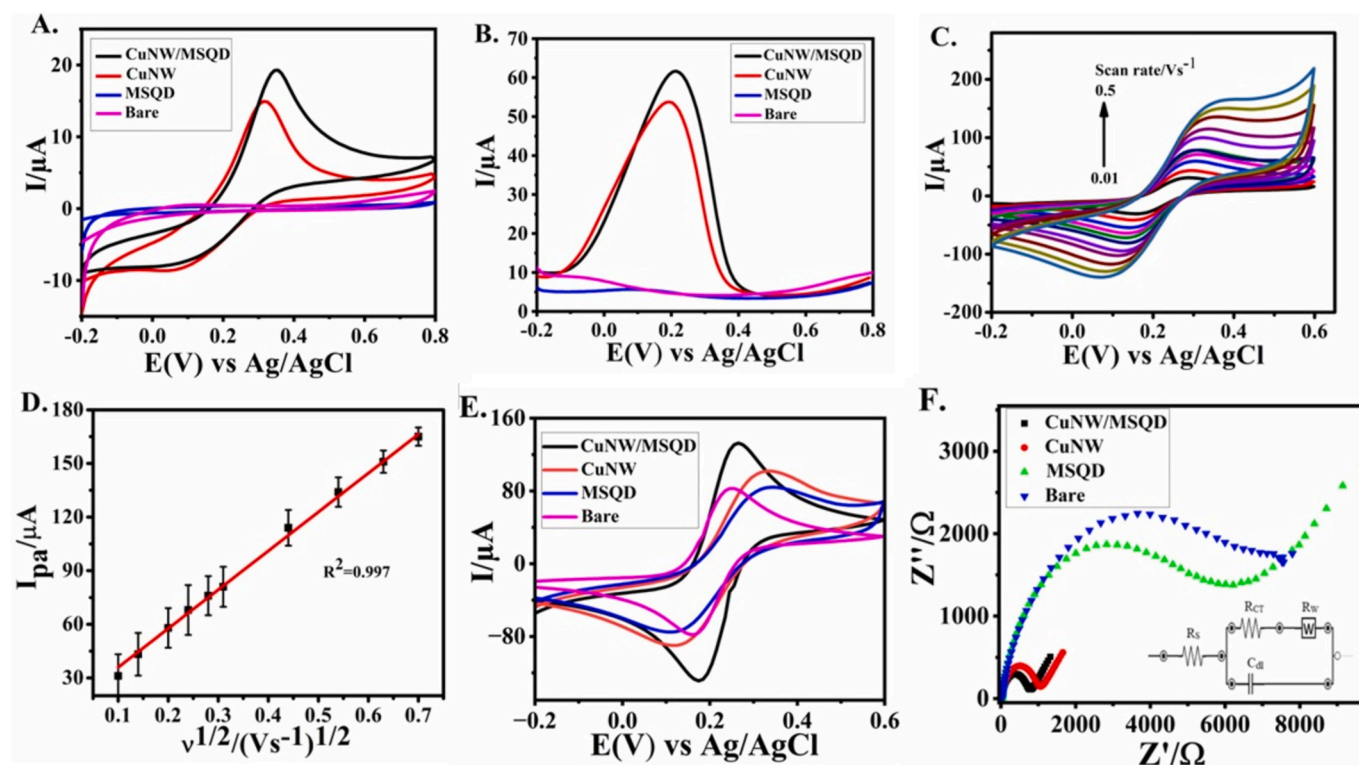 A.
CuNW/MSQD
CuNW
MSQD
Bare
20
10
0
-10
I/µA
-0.2 0.0 0.2 0.4 0.6 0.8
E(V) vs Ag/AgCl
B.
CuNW/MSQD
CuNW
MSQD
Bare
70
60
50
40
30
20
10
0
I/µA
-0.2 0.0 0.2 0.4 0.6 0.8
E(V) vs Ag/AgCl
C.
Scan rate/Vs-1
0.5
0.01
200
100
0
-100
-200
I/µA
-0.2 0.0 0.2 0.4 0.6
E(V) vs Ag/AgCl
D.
180
150
120
90
60
30
Ipa/µA
R2=0.997
0.1 0.2 0.3 0.4 0.5 0.6 0.7
ν1/2/(Vs-1)1/2
E.
CuNW/MSQD
CuNW
MSQD
Bare
160
80
0
−80
I/µA
−0.2 0.0 0.2 0.4 0.6
E(V) vs Ag/AgCl
F.
CuNW/MSQD
CuNW
MSQD
Bare
3000
2000
1000
0
Z''/Ω
RCT RW
W
RS
Cdl
0 2000 4000 6000 8000
Z'/Ω